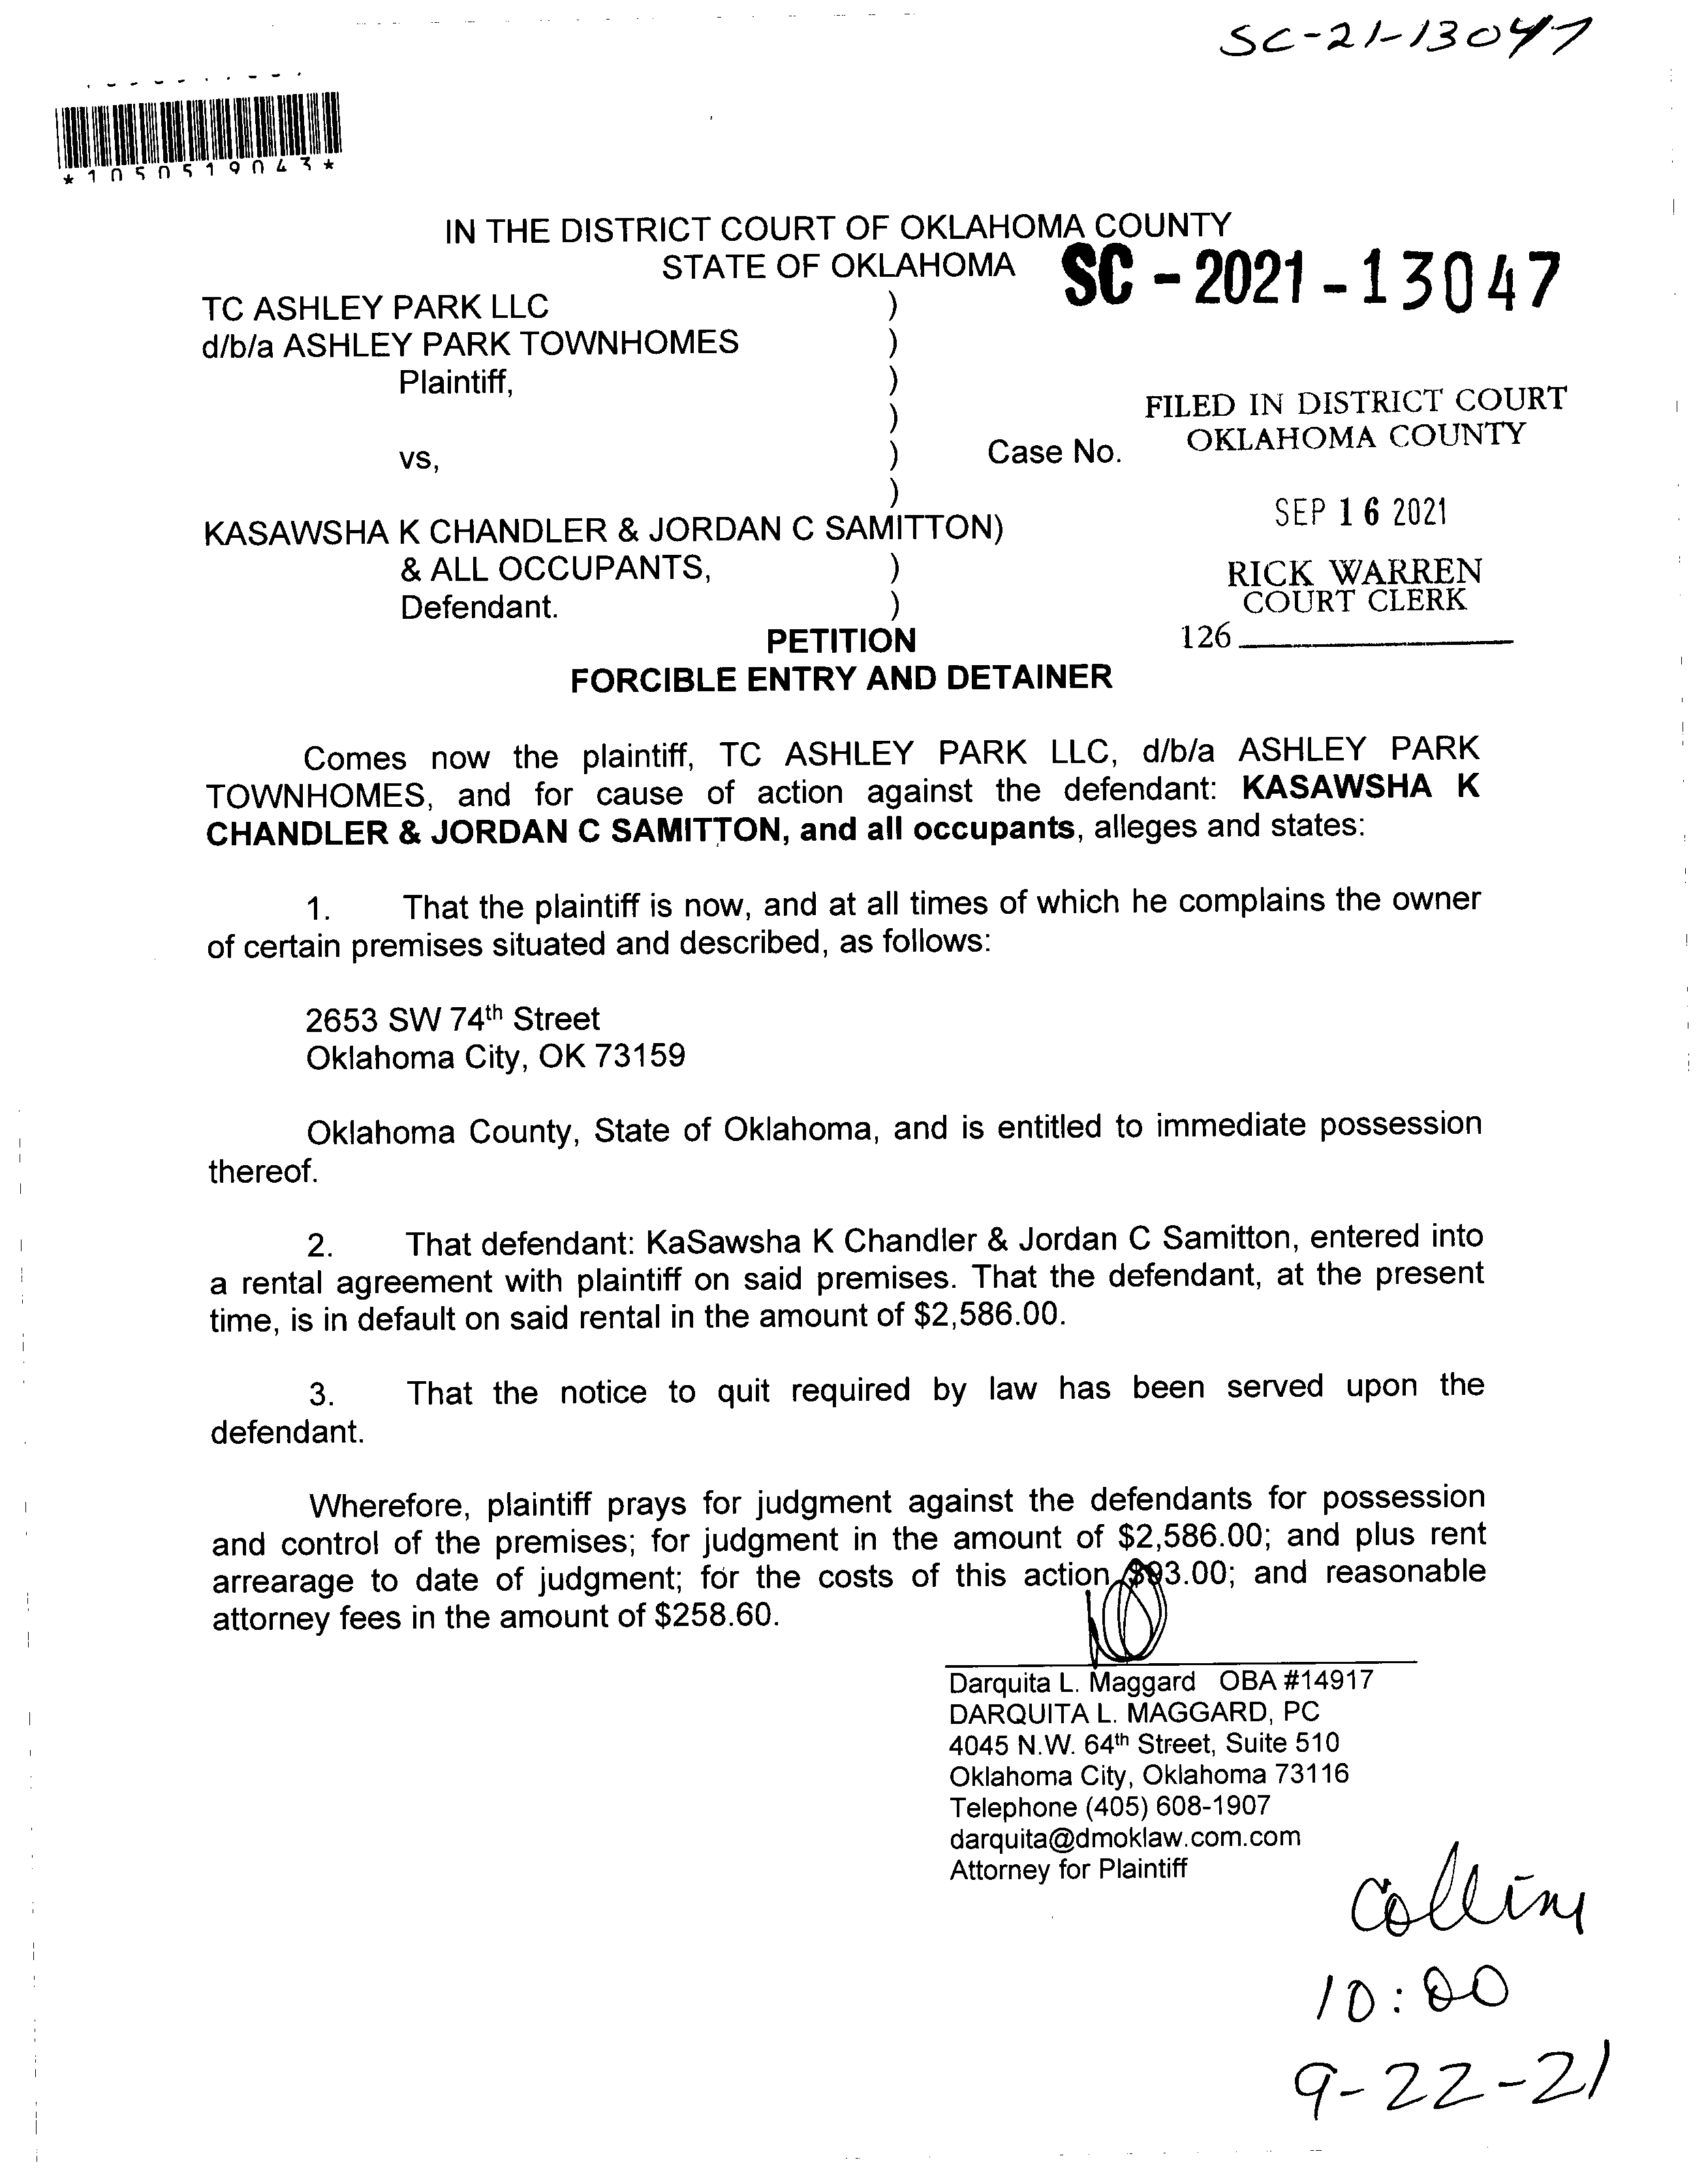 SC-21-13047
*1050519043*
IN THE DISTRICT COURT OF OKLAHOMA COUNTY
STATE OF OKLAHOMA
SC - 2021 - 13047
TC ASHLEY PARK LLC )
d/b/a ASHLEY PARK TOWNHOMES )
Plaintiff, )
)
FILED IN DISTRICT COURT
OKLAHOMA COUNTY
vs, ) Case No.
)
SEP 16 2021
KASAWSHA K CHANDLER & JORDAN C SAMITTON)
& ALL OCCUPANTS, )
RICK WARREN
COURT CLERK
Defendant. )
126
PETITION
FORCIBLE ENTRY AND DETAINER
Comes now the plaintiff, TC ASHLEY PARK LLC, d/b/a ASHLEY PARK
TOWNHOMES, and for cause of action against the defendant: KASAWSHA K
CHANDLER & JORDAN C SAMITTON, and all occupants, alleges and states:
1. That the plaintiff is now, and at all times of which he complains the owner
of certain premises situated and described, as follows:
2653 SW 74th Street
Oklahoma City, OK 73159
Oklahoma County, State of Oklahoma, and is entitled to immediate possession
thereof.
2. That defendant: KaSawsha K Chandler & Jordan C Samitton, entered into
a rental agreement with plaintiff on said premises. That the defendant, at the present
time, is in default on said rental in the amount of $2,586.00.
3. That the notice to quit required by law has been served upon the
defendant.
Wherefore, plaintiff prays for judgment against the defendants for possession
and control of the premises; for judgment in the amount of $2,586.00; and plus rent
arrearage to date of judgment; for the costs of this action $93.00; and reasonable
attorney fees in the amount of $258.60.
Darquita L. Maggard OBA #14917
DARQUITA L. MAGGARD, PC
4045 N.W. 64th Street, Suite 510
Oklahoma City, Oklahoma 73116
Telephone (405) 608-1907
darquita@dmoklaw.com.com
Attorney for Plaintiff
10:00
9-22-21